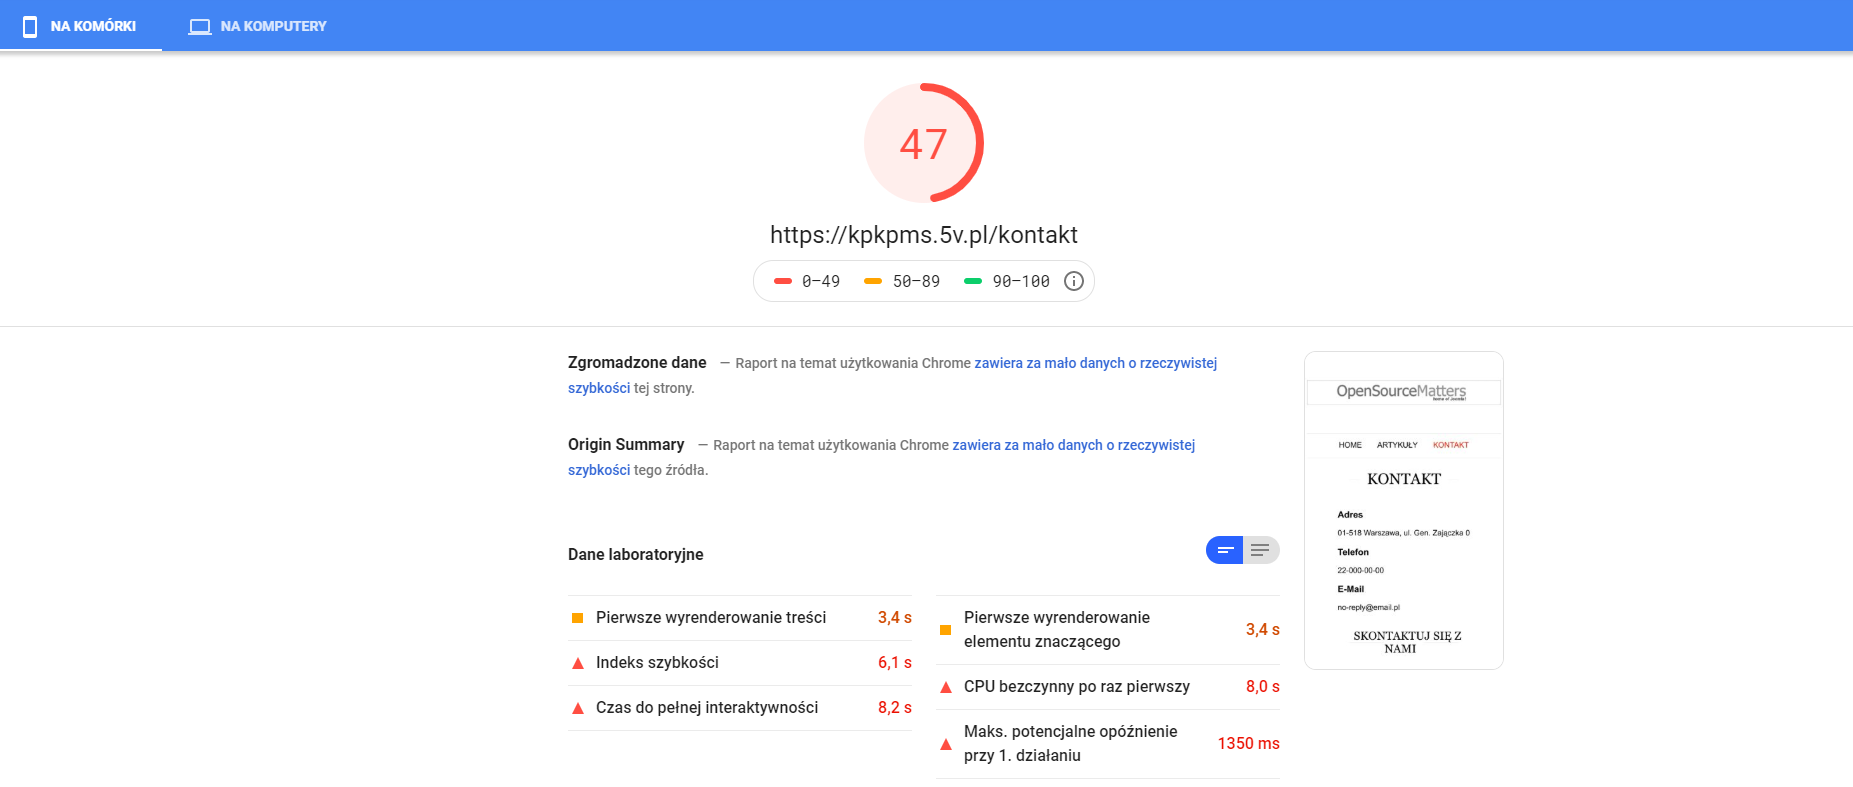 NA KOMÓRKI
NA KOMPUTERY
47
https://kpkpms.5v.pl/kontakt
0–49
50–89
90–100
Zgromadzone dane — Raport na temat użytkowania Chrome zawiera za mało danych o rzeczywistej
szybkości tej strony.
Origin Summary — Raport na temat użytkowania Chrome zawiera za mało danych o rzeczywistej
szybkości tego źródła.
Dane laboratoryjne
Pierwsze wyrenderowanie treści 3,4 s
Indeks szybkości 6,1 s
Czas do pełnej interaktywności 8,2 s
Pierwsze wyrenderowanie
elementu znaczącego 3,4 s
CPU bezczynny po raz pierwszy 8,0 s
Maks. potencjalne opóźnienie
przy 1. działaniu 1350 ms
OpenSourceMatters
home of Joomla!
HOME ARTYKUŁY KONTAKT
KONTAKT
Adres
01-518 Warszawa, ul. Gen. Zajączka 0
Telefon
22-000-00-00
E-Mail
no-reply@email.pl
SKONTAKTUJ SIĘ Z
NAMI